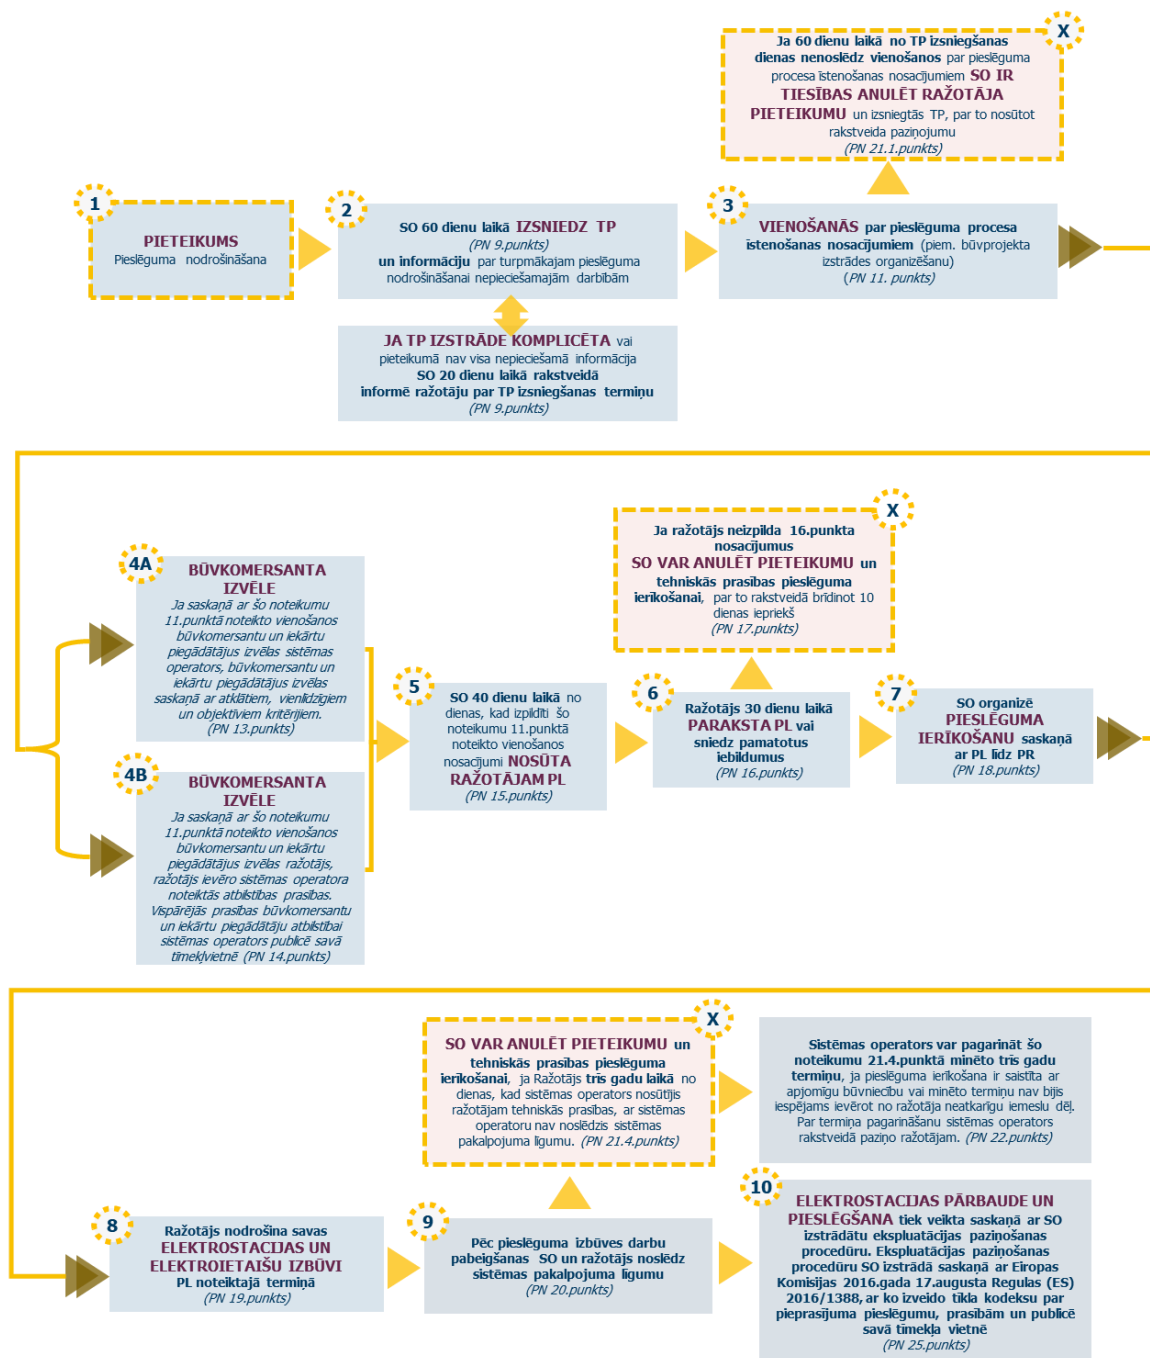 X
Ja 60 dienu laikā no TP izsniegšanas
dienas nenoslēdz vienošanos par pieslēguma
procesa īstenošanas nosacījumiem SO IR
TIESĪBAS ANULĒT RAŽOTĀJA
PIETEIKUMU un izsniegtās TP, par to nosūtot
rakstveida paziņojumu
(PN 21.1.punkts)
1
PIETEIKUMS
Pieslēguma nodrošināšana
2
SO 60 dienu laikā IZSNIEDZ TP
(PN 9.punkts)
un informāciju par turpmākajam pieslēguma
nodrošināšanai nepieciešamajām darbībām
3
VIENOŠANĀS par pieslēguma procesa
īstenošanas nosacījumiem (piem. būvprojekta
izstrādes organizēšanu)
(PN 11. punkts)
JA TP IZSTRĀDE KOMPLICĒTA vai
pieteikumā nav visa nepieciešamā informācija
SO 20 dienu laikā rakstveidā
informē ražotāju par TP izsniegšanas termiņu
(PN 9.punkts)
4A
BŪVKOMERSANTA
IZVĒLE
Ja saskaņā ar šo noteikumu
11.punktā noteikto vienošanos
būvkomersantu un iekārtu
piegādātājus izvēlas sistēmas
operators, būvkomersantu un
iekārtu piegādātājus izvēlas
saskaņā ar atklātiem, vienlīdzīgiem
un objektīviem kritērijiem.
(PN 13.punkts)
4B
BŪVKOMERSANTA
IZVĒLE
Ja saskaņā ar šo noteikumu
11.punktā noteikto vienošanos
būvkomersantu un iekārtu
piegādātājus izvēlas ražotājs,
ražotājs ievēro sistēmas operatora
noteiktās atbilstības prasības.
Vispārējās prasības būvkomersantu
un iekārtu piegādātāju atbilstībai
sistēmas operators publicē savā
tīmekļvietnē (PN 14.punkts)
5
SO 40 dienu laikā no
dienas, kad izpildīti šo
noteikumu 11.punktā
noteikto vienošanos
nosacījumi NOSŪTA
RAŽOTĀJAM PL
(PN 15.punkts)
X
Ja ražotājs neizpilda 16.punkta
nosacījumus
SO VAR ANULĒT PIETEIKUMU un
tehniskās prasības pieslēguma
ierīkošanai, par to rakstveidā brīdinot 10
dienas iepriekš
(PN 17.punkts)
6
Ražotājs 30 dienu laikā
PARAKSTA PL vai
sniedz pamatotus
iebildumus
(PN 16.punkts)
7
SO organizē
PIESLĒGUMA
IERĪKOŠANU saskaņā
ar PL līdz PR
(PN 18.punkts)
X
SO VAR ANULĒT PIETEIKUMU un
tehniskās prasības pieslēguma
ierīkošanai, ja Ražotājs trīs gadu laikā no
dienas, kad sistēmas operators nosūtījis
ražotājam tehniskās prasības, ar sistēmas
operatoru nav noslēdzis sistēmas
pakalpojuma līgumu. (PN 21.4.punkts)
Sistēmas operators var pagarināt šo
noteikumu 21.4.punktā minēto trīs gadu
termiņu, ja pieslēguma ierīkošana ir saistīta ar
apjomīgu būvniecību vai minēto termiņu nav bijis
iespējams ievērot no ražotāja neatkarīgu iemeslu dēļ.
Par termiņa pagarināšanu sistēmas operators
rakstveidā paziņo ražotājam. (PN 22.punkts)
8
Ražotājs nodrošina savas
ELEKTROSTACIJAS UN
ELEKTROIETAIŠU IZBŪVI
PL noteiktajā termiņā
(PN 19.punkts)
9
Pēc pieslēguma izbūves darbu
pabeigšanas SO un ražotājs noslēdz
sistēmas pakalpojuma līgumu
(PN 20.punkts)
10
ELEKTROSTACIJAS PĀRBAUDE UN
PIESLĒGŠANA tiek veikta saskaņā ar SO
izstrādātu ekspluatācijas paziņošanas
procedūru. Ekspluatācijas paziņošanas
procedūru SO izstrādā saskaņā ar Eiropas
Komisijas 2016.gada 17.augusta Regulas (ES)
2016/1388, ar ko izveido tīkla kodeksu par
pieprasījuma pieslēgumu, prasībām un publicē
savā tīmekļa vietnē
(PN 25.punkts)